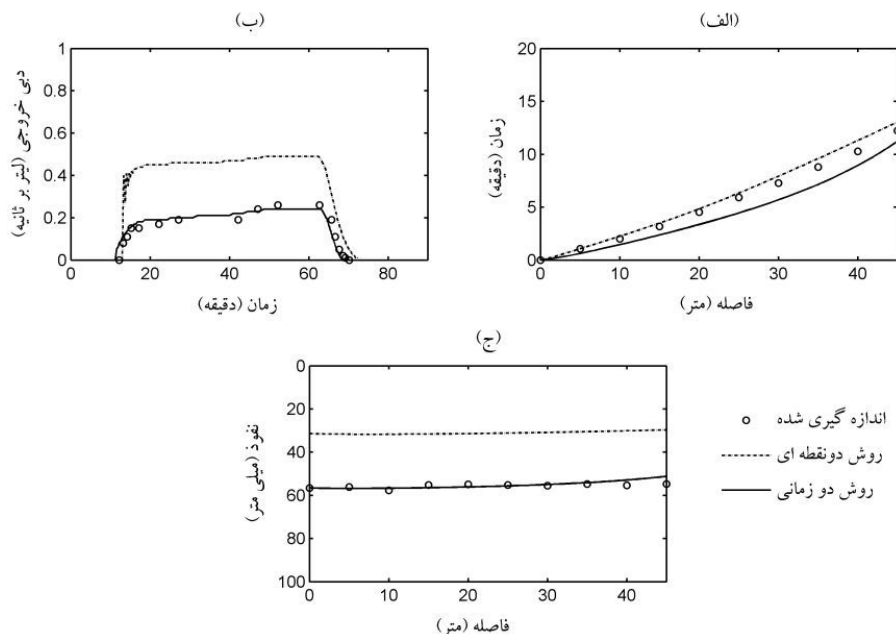 (الف)
20
15
10
5
0
زمان (دقیقه)
0 10 20 30 40
فاصله (متر)
(ب)
1
0.8
0.6
0.4
0.2
0
دبی خروجی (لیتر بر ثانیه)
0 20 40 60 80
زمان (دقیقه)
(ج)
0
20
40
60
80
100
نفوذ (میلی متر)
0 10 20 30 40
فاصله (متر)
اندازه گیری شده
روش دونقطه ای
روش دو زمانی